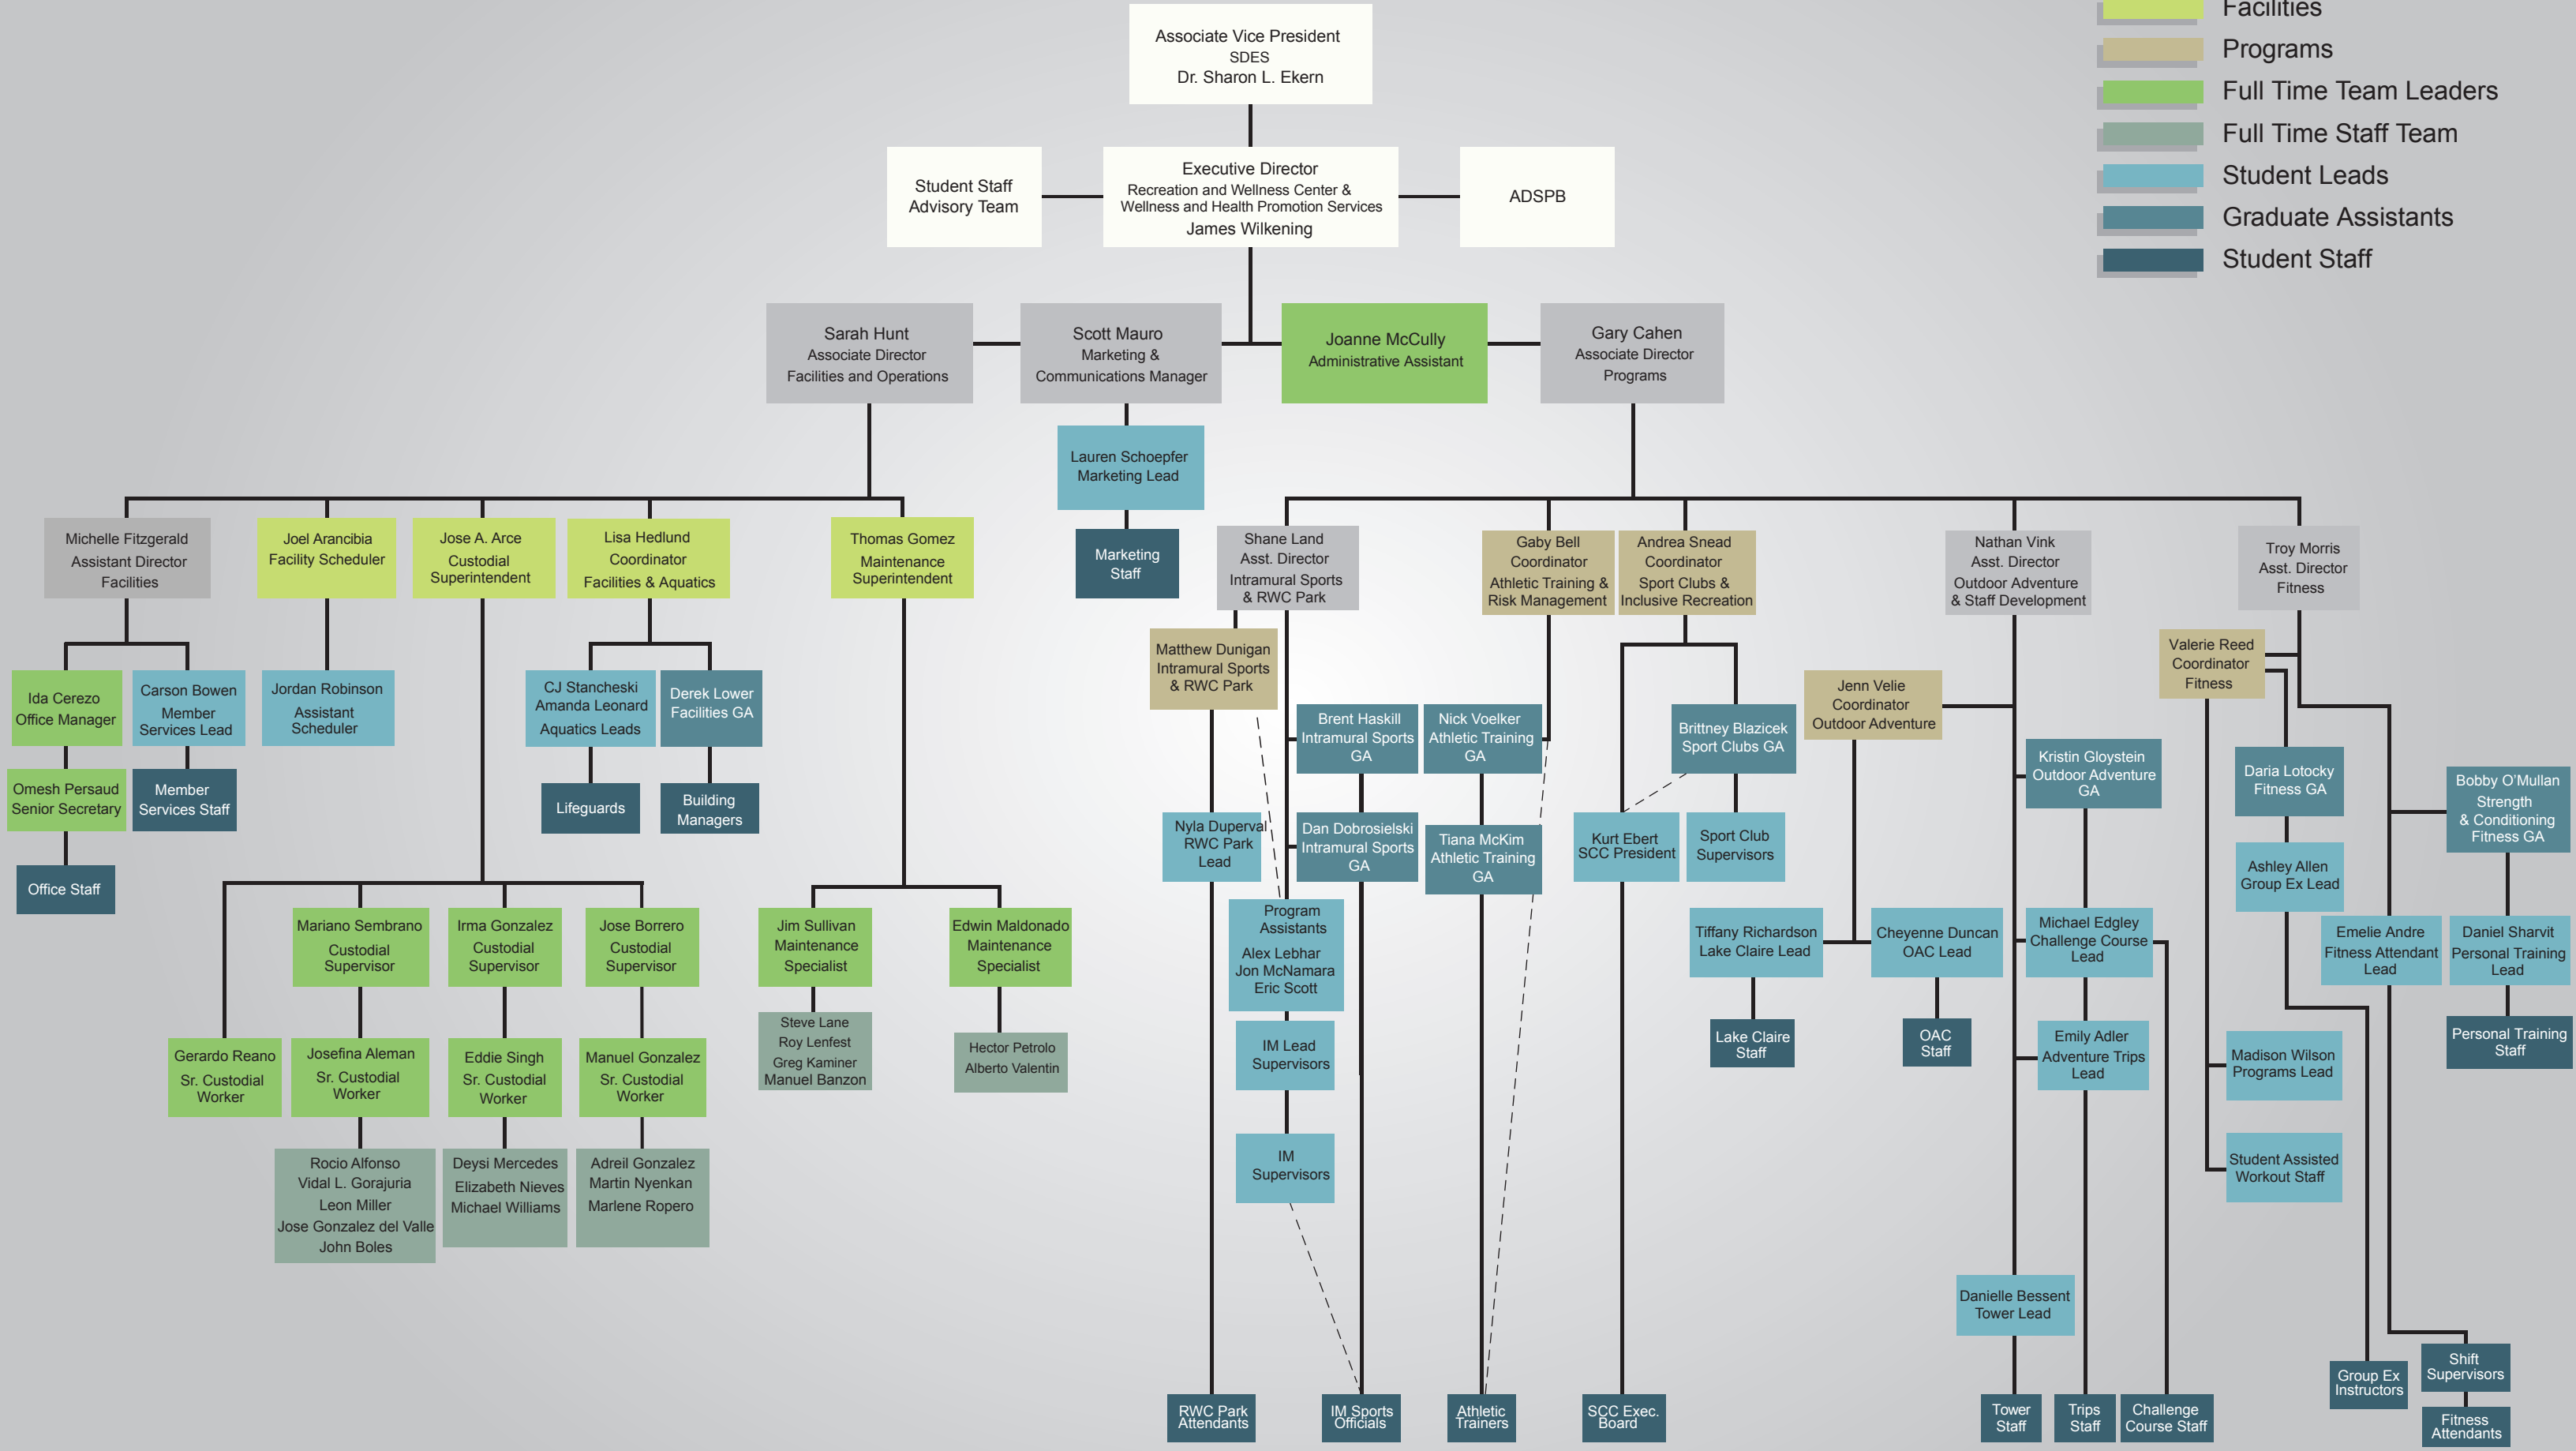 Facilities
Programs
Full Time Team Leaders
Full Time Staff Team
Student Leads
Graduate Assistants
Student Staff
Associate Vice President
SDES
Dr. Sharon L. Ekern
Student Staff
Advisory Team
Executive Director
Recreation and Wellness Center &
Wellness and Health Promotion Services
James Wilkening
ADSPB
Sarah Hunt
Associate Director
Facilities and Operations
Scott Mauro
Marketing &
Communications Manager
Joanne McCully
Administrative Assistant
Gary Cahen
Associate Director
Programs
Lauren Schoepfer
Marketing Lead
Marketing
Staff
Michelle Fitzgerald
Assistant Director
Facilities
Joel Arancibia
Facility Scheduler
Jose A. Arce
Custodial
Superintendent
Lisa Hedlund
Coordinator
Facilities & Aquatics
Thomas Gomez
Maintenance
Superintendent
Shane Land
Asst. Director
Intramural Sports
& RWC Park
Gaby Bell
Coordinator
Athletic Training &
Risk Management
Andrea Snead
Coordinator
Sport Clubs &
Inclusive Recreation
Nathan Vink
Asst. Director
Outdoor Adventure
& Staff Development
Troy Morris
Asst. Director
Fitness
Ida Cerezo
Office Manager
Carson Bowen
Member
Services Lead
Jordan Robinson
Assistant
Scheduler
CJ Stancheski
Amanda Leonard
Aquatics Leads
Derek Lower
Facilities GA
Matthew Dunigan
Intramural Sports
& RWC Park
Jenn Velie
Coordinator
Outdoor Adventure
Valerie Reed
Coordinator
Fitness
Omesh Persaud
Senior Secretary
Member
Services Staff
Lifeguards
Building
Managers
Office Staff
Brent Haskill
Intramural Sports
GA
Nick Voelker
Athletic Training
GA
Brittney Blazicek
Sport Clubs GA
Kristin Gloystein
Outdoor Adventure
GA
Daria Lotocky
Fitness GA
Bobby O'Mullan
Strength
& Conditioning
Fitness GA
Nyla Duperval
RWC Park
Lead
Dan Dobrosielski
Intramural Sports
GA
Tiana McKim
Athletic Training
GA
Kurt Ebert
SCC President
Sport Club
Supervisors
Ashley Allen
Group Ex Lead
Mariano Sembrano
Custodial
Supervisor
Irma Gonzalez
Custodial
Supervisor
Jose Borrero
Custodial
Supervisor
Jim Sullivan
Maintenance
Specialist
Edwin Maldonado
Maintenance
Specialist
Program
Assistants
Alex Lebhar
Jon McNamara
Eric Scott
Tiffany Richardson
Lake Claire Lead
Cheyenne Duncan
OAC Lead
Michael Edgley
Challenge Course
Lead
Emelie Andre
Fitness Attendant
Lead
Daniel Sharvit
Personal Training
Lead
Gerardo Reano
Sr. Custodial
Worker
Josefina Aleman
Sr. Custodial
Worker
Eddie Singh
Sr. Custodial
Worker
Manuel Gonzalez
Sr. Custodial
Worker
Steve Lane
Roy Lenfest
Greg Kaminer
Manuel Banzon
Hector Petrolo
Alberto Valentin
IM Lead
Supervisors
Lake Claire
Staff
OAC
Staff
Emily Adler
Adventure Trips
Lead
Madison Wilson
Programs Lead
Personal Training
Staff
Rocio Alfonso
Vidal L. Gorajuria
Leon Miller
Jose Gonzalez del Valle
John Boles
Deysi Mercedes
Elizabeth Nieves
Michael Williams
Adreil Gonzalez
Martin Nyenkan
Marlene Ropero
IM
Supervisors
Student Assisted
Workout Staff
Danielle Bessent
Tower Lead
RWC Park
Attendants
IM Sports
Officials
Athletic
Trainers
SCC Exec.
Board
Tower
Staff
Trips
Staff
Challenge
Course Staff
Group Ex
Instructors
Shift
Supervisors
Fitness
Attendants